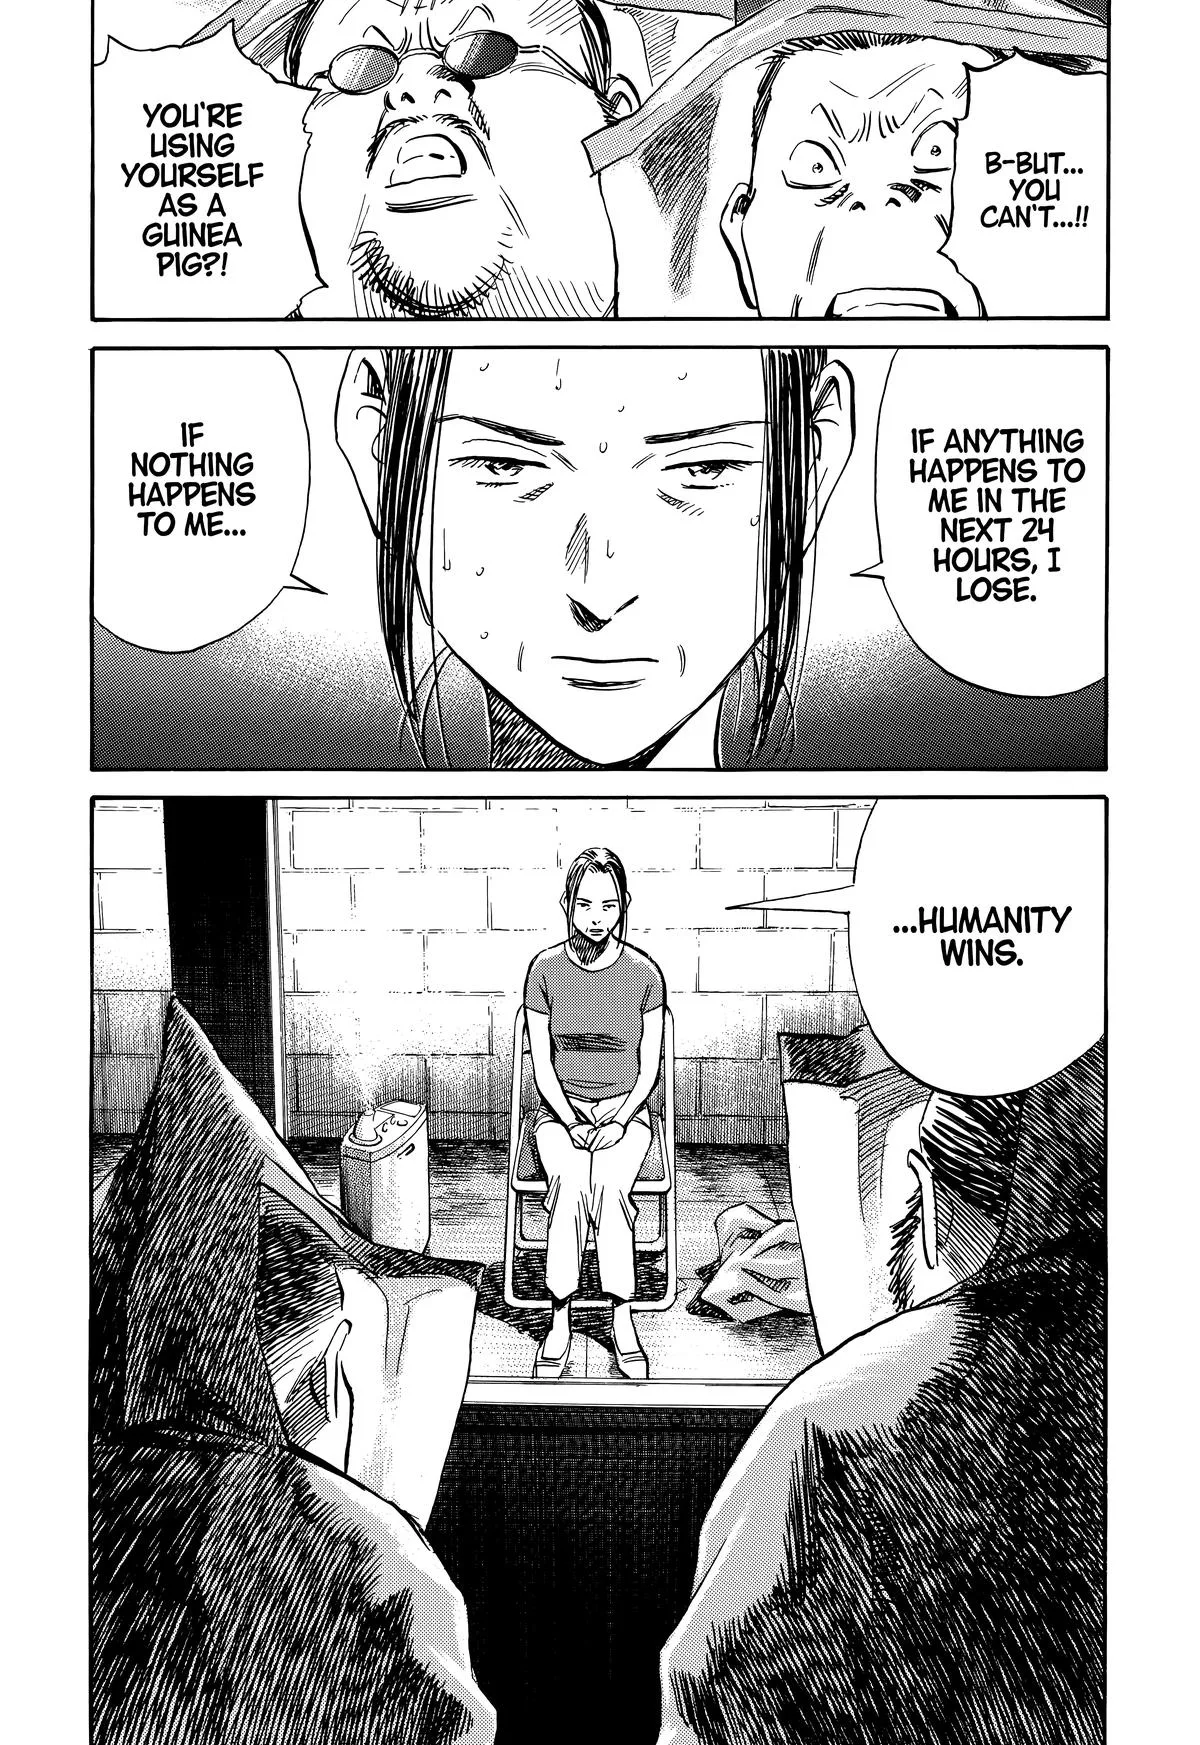 B-BUT...
YOU
CAN'T...!!
YOU'RE
USING
YOURSELF
AS A
GUINEA
PIG?!
IF ANYTHING
HAPPENS TO
ME IN THE
NEXT 24
HOURS, I
LOSE.
IF
NOTHING
HAPPENS
TO ME...
...HUMANITY
WINS.